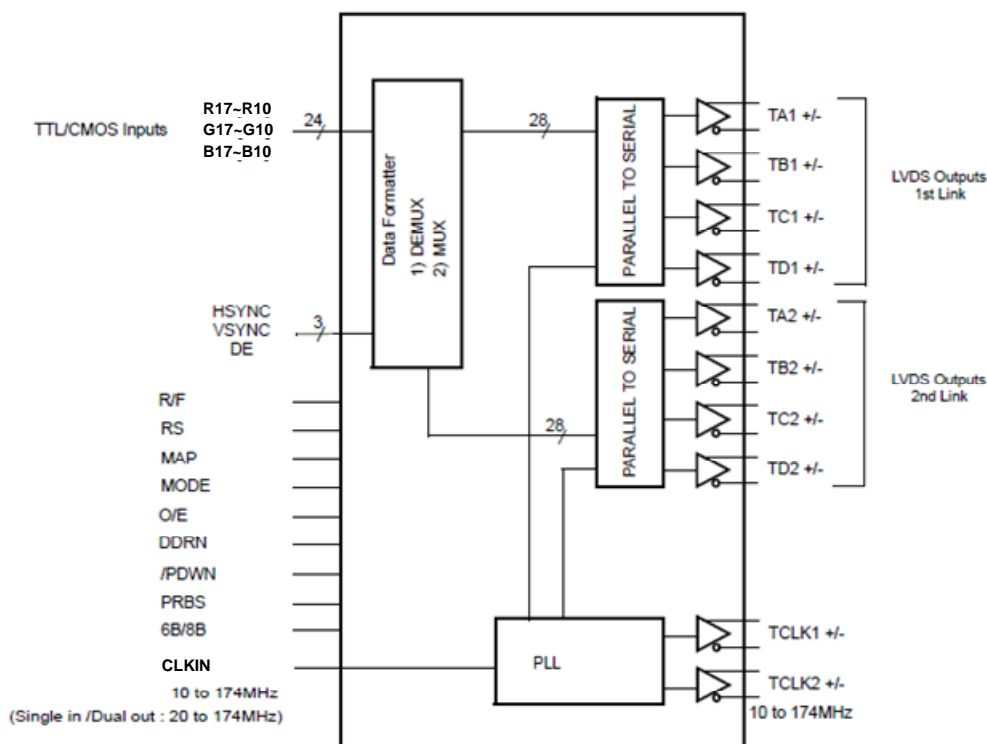 R17~R10
TTL/CMOS Inputs
G17~G10
24
B17~B10
Data Formatter
1) DEMUX
2) MUX
28
PARALLEL TO SERIAL
TA1 +/-
TB1 +/-
TC1 +/-
TD1 +/-
LVDS Outputs
1st Link
HSYNC
VSYNC
DE
3
28
PARALLEL TO SERIAL
TA2 +/-
TB2 +/-
TC2 +/-
TD2 +/-
LVDS Outputs
2nd Link
R/F
RS
MAP
MODE
O/E
DDRN
/PDWN
PRBS
6B/8B
CLKIN
10 to 174MHz
(Single in /Dual out : 20 to 174MHz)
PLL
TCLK1 +/-
TCLK2 +/-
10 to 174MHz